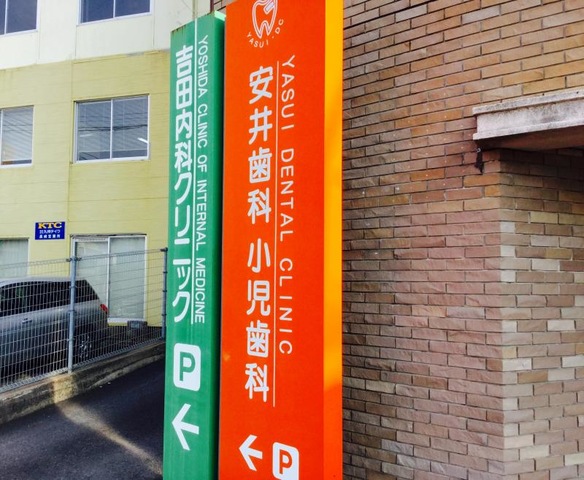 YASUI・DC
YASUI DENTAL CLINIC
安井歯科 小児歯科
P
YOSHIDA CLINIC OF INTERNAL MEDICINE
吉田内科クリニック
P
KTC